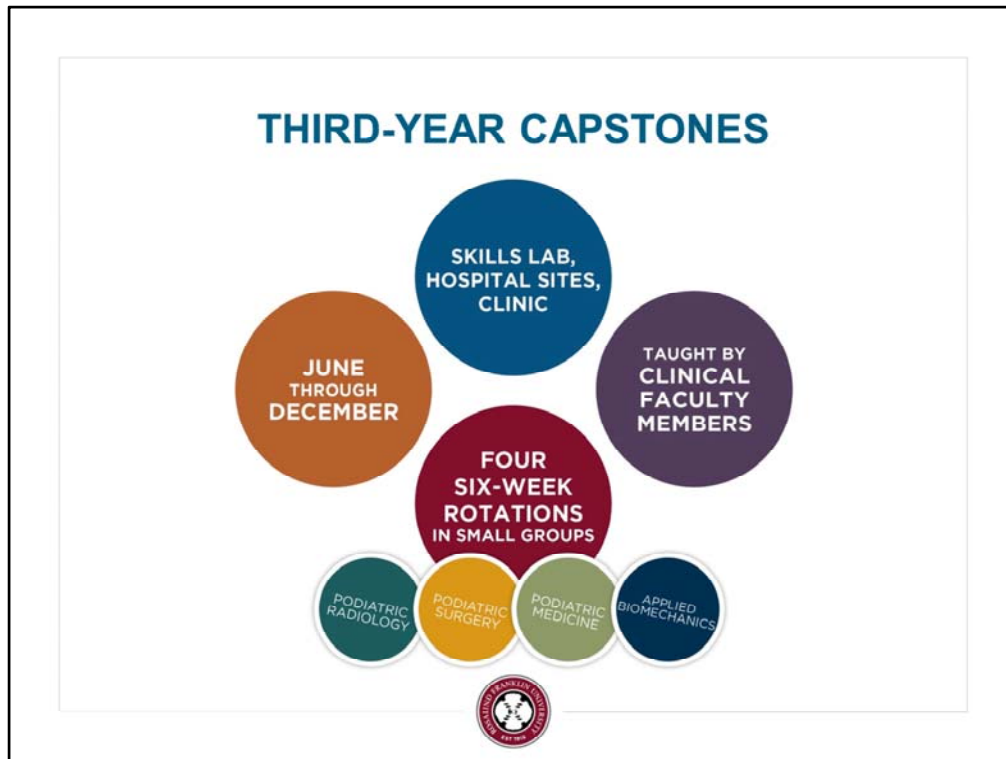 THIRD-YEAR CAPSTONES
SKILLS LAB,
HOSPITAL SITES,
CLINIC
JUNE
THROUGH
DECEMBER
TAUGHT BY
CLINICAL
FACULTY
MEMBERS
FOUR
SIX-WEEK
ROTATIONS
IN SMALL GROUPS
PODIATRIC
RADIOLOGY
PODIATRIC
SURGERY
PODIATRIC
MEDICINE
APPLIED
BIOMECHANICS
ROSALIND FRANKLIN UNIVERSITY